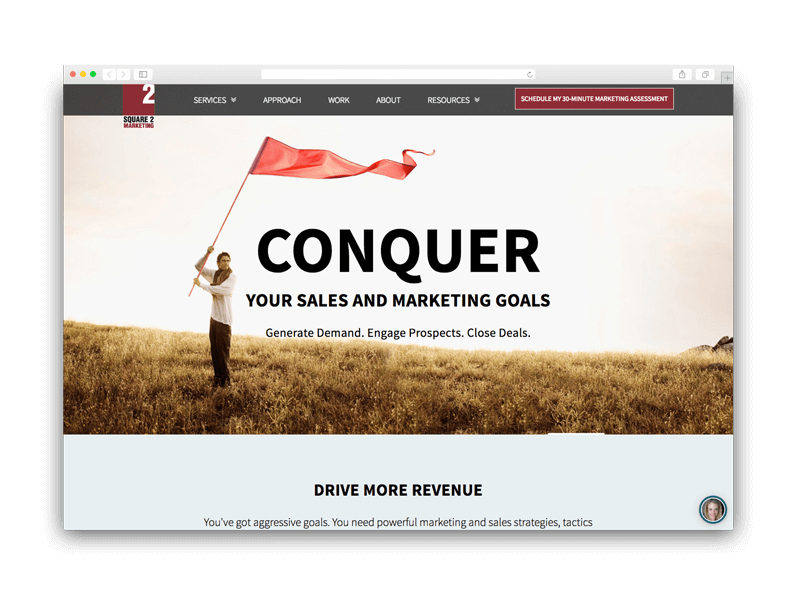 2
SQUARE 2
MARKETING
SERVICES
APPROACH
WORK
ABOUT
RESOURCES
SCHEDULE MY 30-MINUTE MARKETING ASSESSMENT
CONQUER
YOUR SALES AND MARKETING GOALS
Generate Demand. Engage Prospects. Close Deals.
DRIVE MORE REVENUE
You've got aggressive goals. You need powerful marketing and sales strategies, tactics